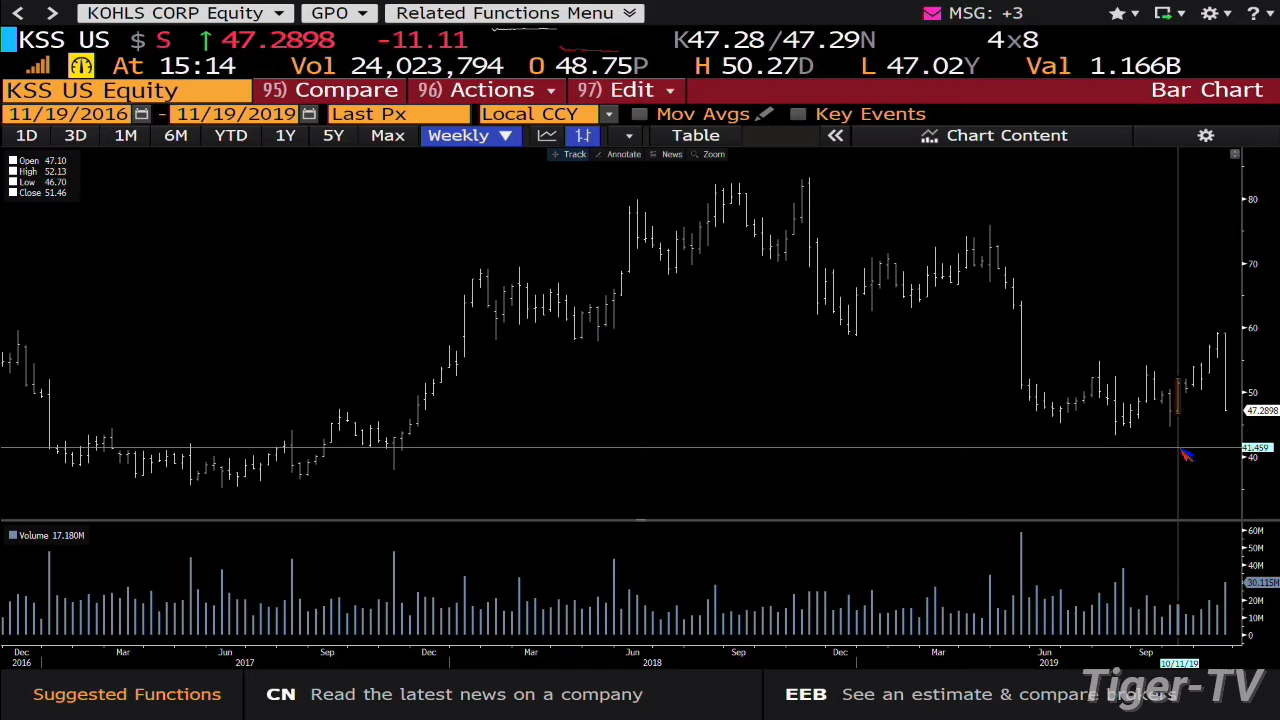 KOHLS CORP Equity GPO Related Functions Menu MSG: +3 ?
KSS US $ S ↑ 47.2898 -11.11 K47.28/47.29N 4x8
At 15:14 Vol 24,023,794 O 48.75P H 50.27D L 47.02Y Val 1.166B
KSS US Equity 95) Compare 96) Actions 97) Edit Bar Chart
11/19/2016 - 11/19/2019 Last Px Local CCY Mov Avgs Key Events
1D 3D 1M 6M YTD 1Y 5Y Max Weekly ▼ Table « Chart Content
Track Annotate News Zoom
Open 47.10
High 52.13
Low 46.70
Close 51.46
80
70
60
50
47.2898
41.459
40
Volume 17.180M
60M
50M
40M
30.115M
20M
10M
0
Dec Mar Jun Sep Dec Mar Jun Sep Dec Mar Jun Sep
2016 2017 2018 2019 10/11/19
Suggested Functions CN Read the latest news on a company EEB See an estimate & compare brokers
Tiger-TV